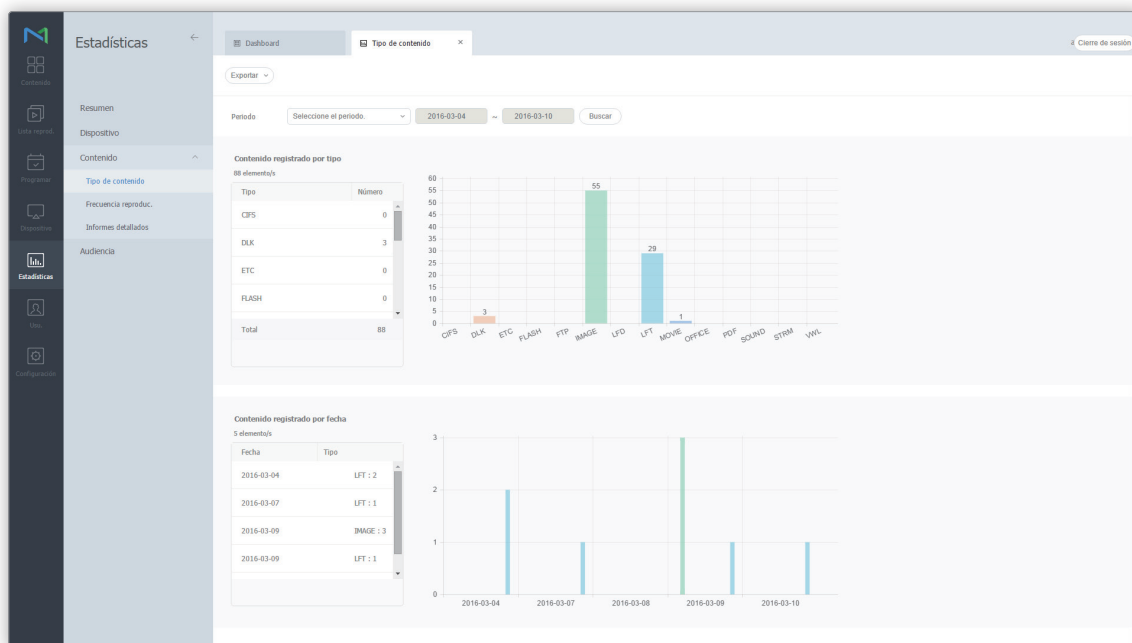 Estadísticas
←
Dashboard
Tipo de contenido ×
Cierre de sesión
Contenido
Lista reprod.
Programar
Dispositivo
Estadísticas
Usu.
Configuración
Resumen
Dispositivo
Contenido
Tipo de contenido
Frecuencia reproduc.
Informes detallados
Audiencia
Exportar
Periodo Seleccione el periodo. 2016-03-04 ~ 2016-03-10 Buscar
Contenido registrado por tipo
88 elemento/s
Tipo Número
CIFS 0
DLK 3
ETC 0
FLASH 0
Total 88
60
55
50
45
40
35
30
25
20
15
10
5
0
3
55
29
1
CIFS DLK ETC FLASH FTP IMAGE LFD LFT MOVIE OFFICE PDF SOUND STRM VWL
Contenido registrado por fecha
5 elemento/s
Fecha Tipo
2016-03-04 LFT : 2
2016-03-07 LFT : 1
2016-03-09 IMAGE : 3
2016-03-09 LFT : 1
3
2
1
0
2016-03-04 2016-03-07 2016-03-08 2016-03-09 2016-03-10